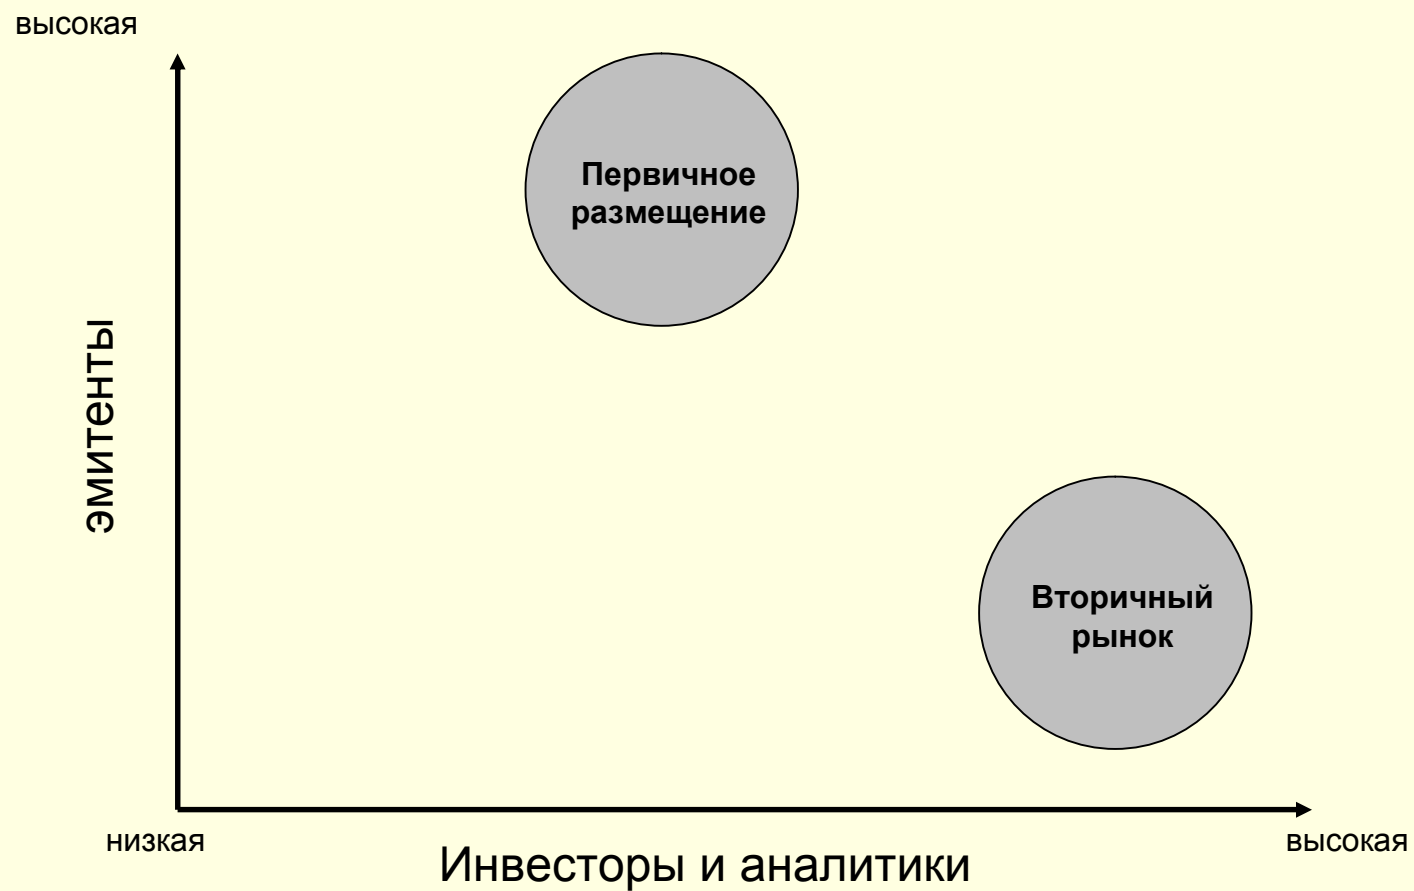 высокая
Первичное
размещение
эмитенты
Вторичный
рынок
низкая
высокая
Инвесторы и аналитики